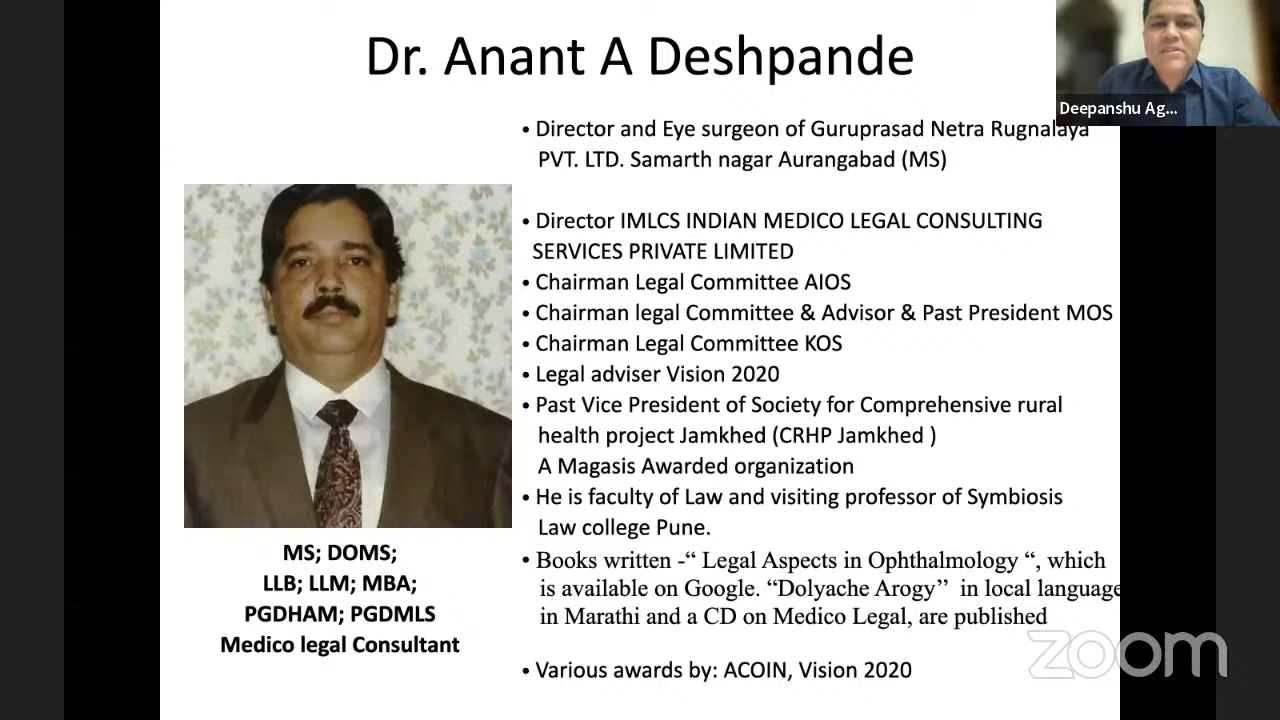 Dr. Anant A Deshpande
Deepanshu Ag...
• Director and Eye surgeon of Guruprasad Netra Rugnalaya
PVT. LTD. Samarth nagar Aurangabad (MS)
• Director IMLCS INDIAN MEDICO LEGAL CONSULTING
SERVICES PRIVATE LIMITED
• Chairman Legal Committee AIOS
• Chairman legal Committee & Advisor & Past President MOS
• Chairman Legal Committee KOS
• Legal adviser Vision 2020
• Past Vice President of Society for Comprehensive rural
health project Jamkhed (CRHP Jamkhed )
A Magasis Awarded organization
• He is faculty of Law and visiting professor of Symbiosis
Law college Pune.
• Books written -“ Legal Aspects in Ophthalmology “, which
is available on Google. “Dolyache Arogy’’ in local language
in Marathi and a CD on Medico Legal, are published
• Various awards by: ACOIN, Vision 2020
MS; DOMS;
LLB; LLM; MBA;
PGDHAM; PGDMLS
Medico legal Consultant
zoom